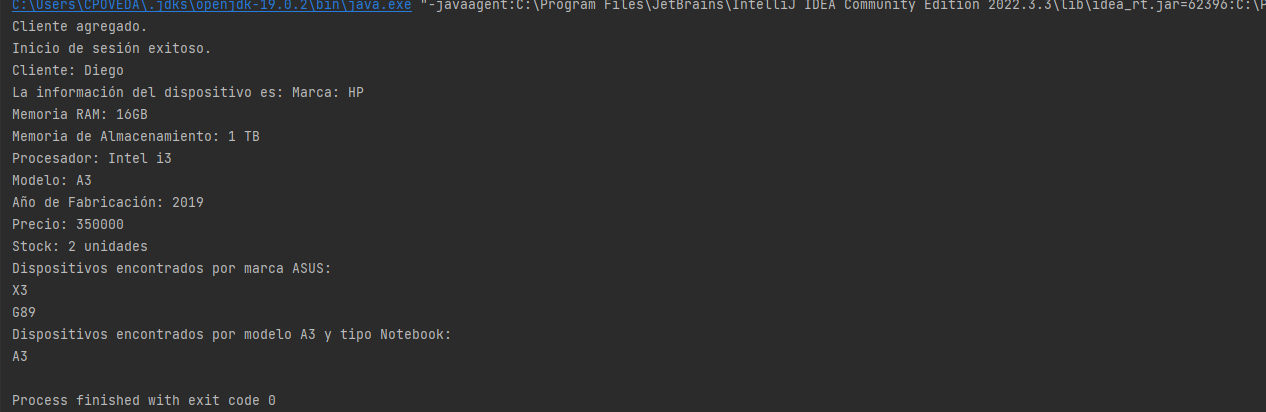 C:\Users\CPOVEDA\.jdks\openjdk-19.0.2\bin\java.exe "-javaagent:C:\Program Files\JetBrains\IntelliJ IDEA Community Edition 2022.3.3\lib\idea_rt.jar=62396:C:\P
Cliente agregado.
Inicio de sesión exitoso.
Cliente: Diego
La información del dispositivo es: Marca: HP
Memoria RAM: 16GB
Memoria de Almacenamiento: 1 TB
Procesador: Intel i3
Modelo: A3
Año de Fabricación: 2019
Precio: 350000
Stock: 2 unidades
Dispositivos encontrados por marca ASUS:
X3
G89
Dispositivos encontrados por modelo A3 y tipo Notebook:
A3
Process finished with exit code 0